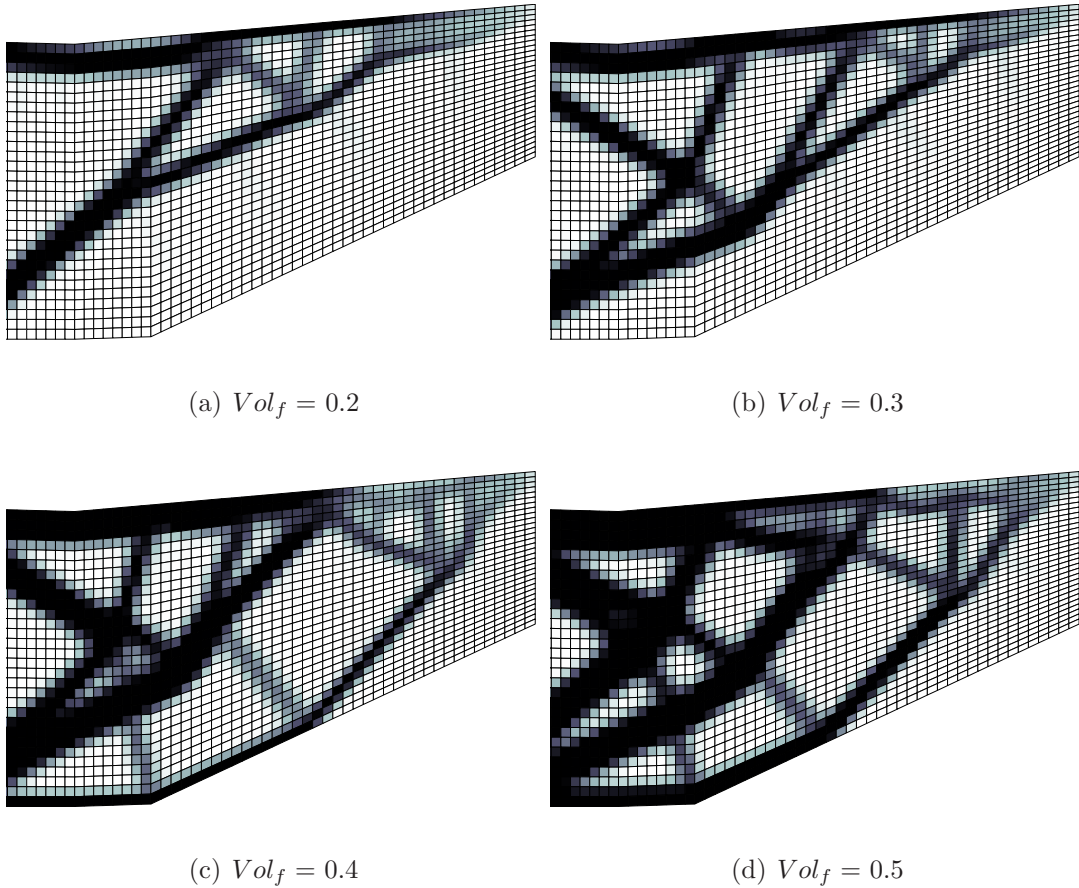 (a) Vol_f = 0.2
(b) Vol_f = 0.3
(c) Vol_f = 0.4
(d) Vol_f = 0.5